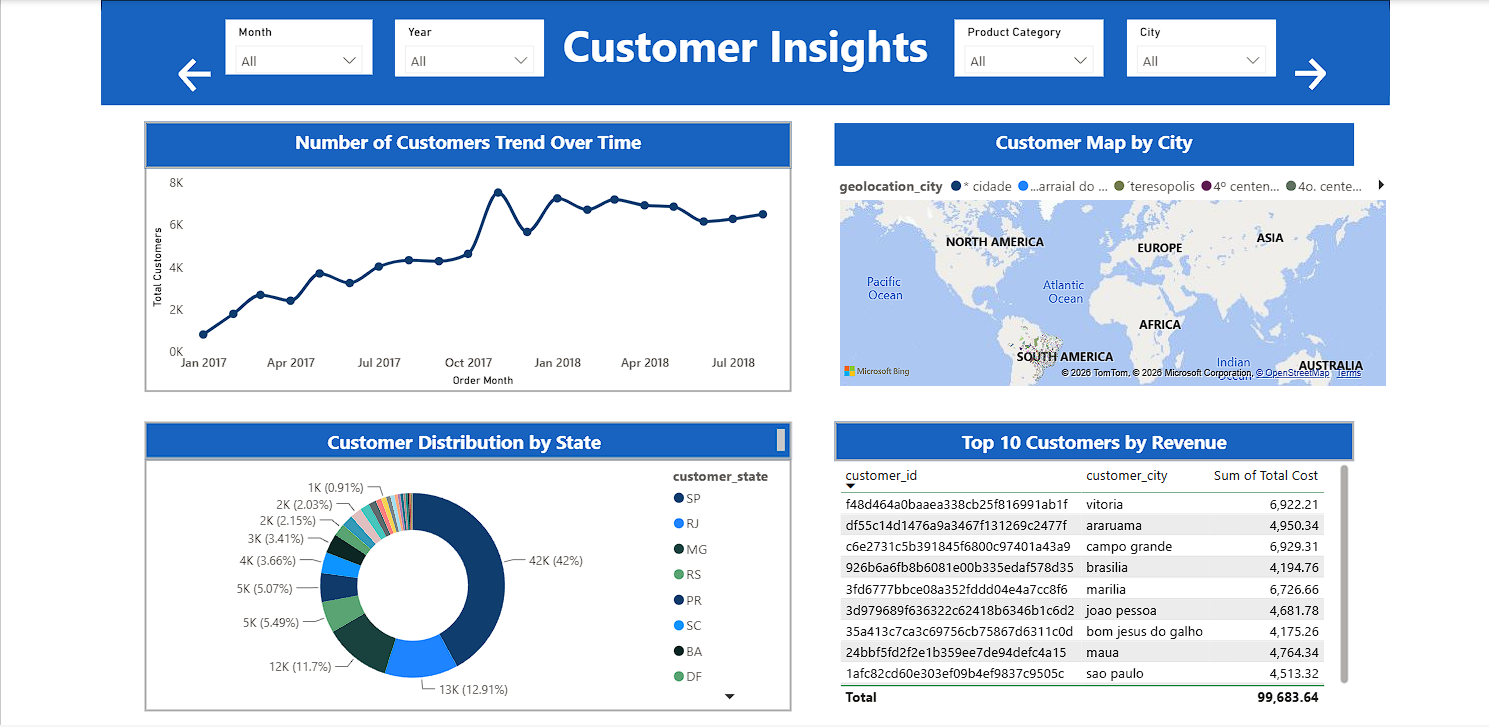 Month
All
Year
All
Customer Insights
Product Category
All
City
All
Number of Customers Trend Over Time
8K
6K
4K
2K
0K
Total Customers
Jan 2017
Apr 2017
Jul 2017
Oct 2017
Jan 2018
Apr 2018
Jul 2018
Order Month
Customer Map by City
geolocation_city * cidade ...arraial do ... ´teresopolis 4º centen... 4o. cente...
NORTH AMERICA
EUROPE
ASIA
Pacific
Ocean
Atlantic
Ocean
AFRICA
SOUTH AMERICA
Indian
Ocean
AUSTRALIA
Microsoft Bing
© 2026 TomTom, © 2026 Microsoft Corporation, © OpenStreetMap Terms
Customer Distribution by State
1K (0.91%)
2K (2.03%)
2K (2.15%)
3K (3.41%)
4K (3.66%)
5K (5.07%)
5K (5.49%)
12K (11.7%)
13K (12.91%)
42K (42%)
customer_state
SP
RJ
MG
RS
PR
SC
BA
DF
Top 10 Customers by Revenue
customer_id customer_city Sum of Total Cost
f48d464a0baaea338cb25f816991ab1f vitoria 6,922.21
df55c14d1476a9a3467f131269c2477f araruama 4,950.34
c6e2731c5b391845f6800c97401a43a9 campo grande 6,929.31
926b6a6fb8b6081e00b335edaf578d35 brasilia 4,194.76
3fd6777bbce08a352fddd04e4a7cc8f6 marilia 6,726.66
3d979689f636322c62418b6346b1c6d2 joao pessoa 4,681.78
35a413c7ca3c69756cb75867d6311c0d bom jesus do galho 4,175.26
24bbf5fd2f2e1b359ee7de94defc4a15 maua 4,764.34
1afc82cd60e303ef09b4ef9837c9505c sao paulo 4,513.32
Total 99,683.64